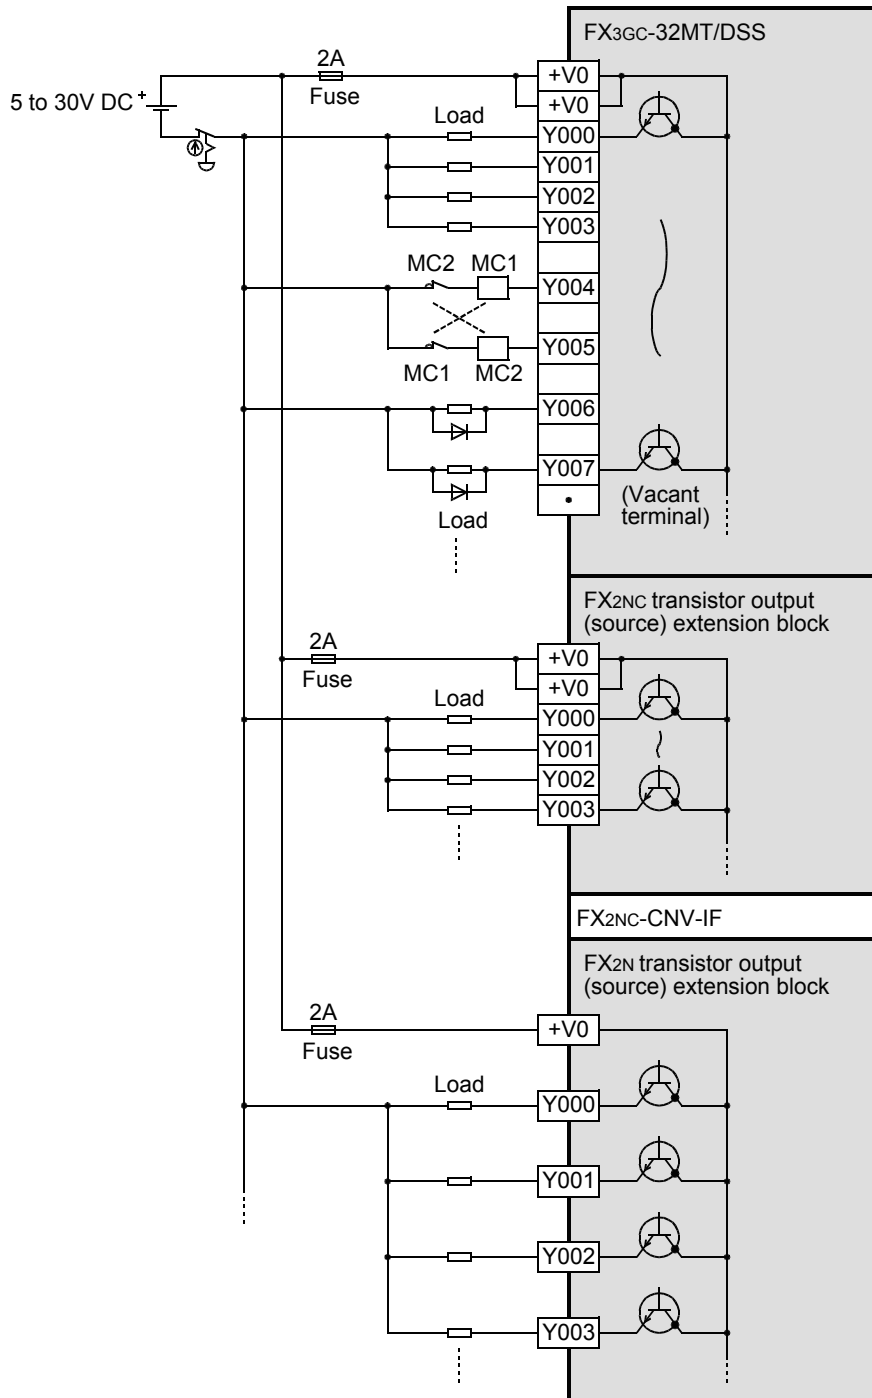 FX3GC-32MT/DSS
2A
5 to 30V DC
+
Fuse
+V0
+V0
Load
Y000
Y001
Y002
Y003
MC2 MC1
Y004
Y005
MC1 MC2
Y006
Y007
(Vacant
terminal)
Load
FX2NC transistor output
(source) extension block
2A
Fuse
+V0
+V0
Load
Y000
Y001
Y002
Y003
FX2NC-CNV-IF
FX2N transistor output
(source) extension block
2A
Fuse
+V0
Load
Y000
Y001
Y002
Y003